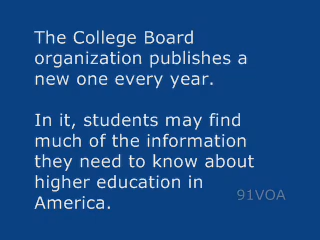 The College Board
organization publishes a
new one every year.
In it, students may find
much of the information
they need to know about
higher education in
America.
91VOA